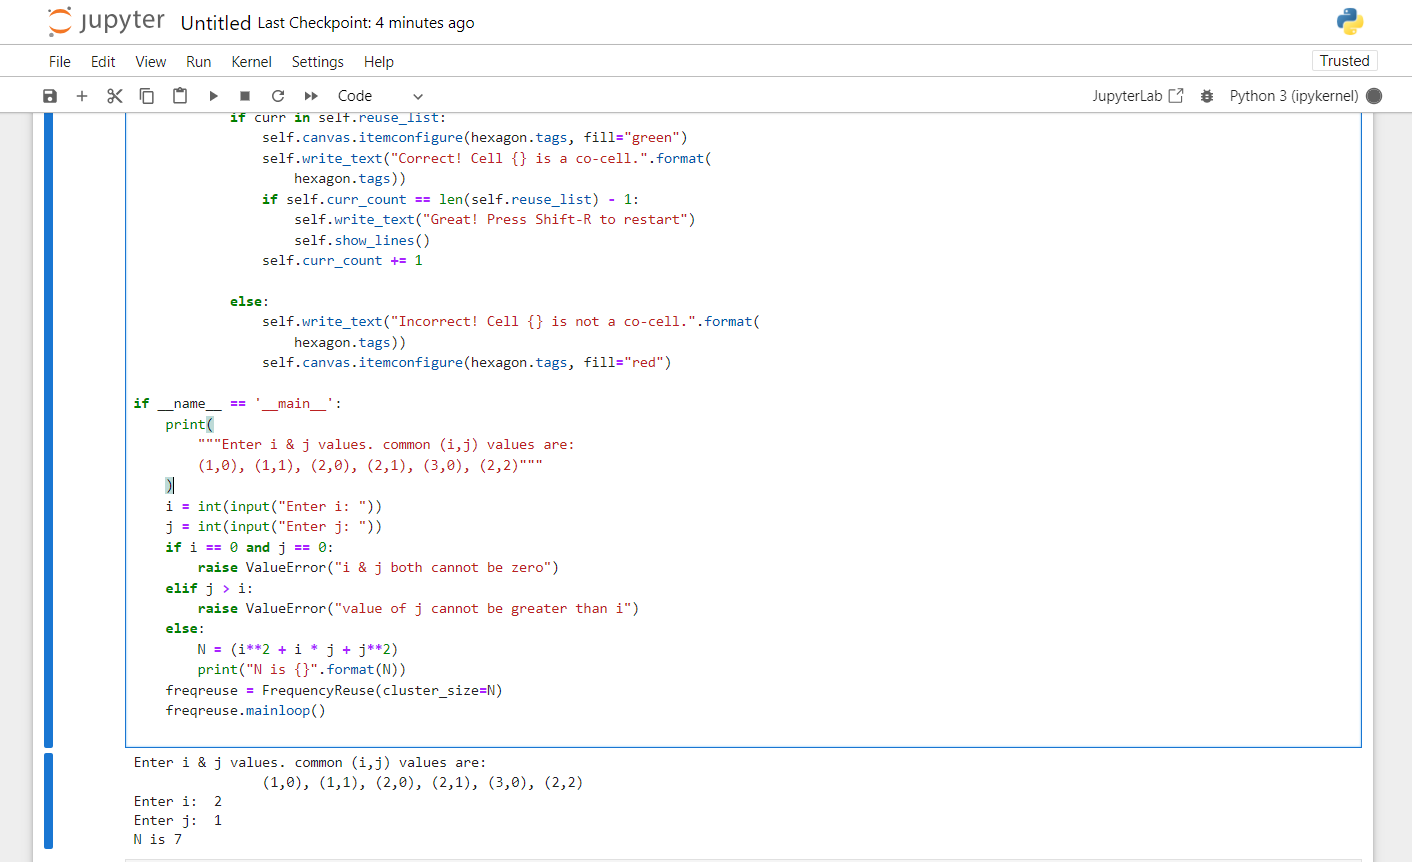 jupyter Untitled Last Checkpoint: 4 minutes ago
File Edit View Run Kernel Settings Help
Trusted
Code
JupyterLab Python 3 (ipykernel)
if curr in self.reuse_list:
self.canvas.itemconfigure(hexagon.tags, fill="green")
self.write_text("Correct! Cell {} is a co-cell.".format(
hexagon.tags))
if self.curr_count == len(self.reuse_list) - 1:
self.write_text("Great! Press Shift-R to restart")
self.show_lines()
self.curr_count += 1
else:
self.write_text("Incorrect! Cell {} is not a co-cell.".format(
hexagon.tags))
self.canvas.itemconfigure(hexagon.tags, fill="red")
if __name__ == '__main__':
print(
"""Enter i & j values. common (i,j) values are:
(1,0), (1,1), (2,0), (2,1), (3,0), (2,2)"""
)
i = int(input("Enter i: "))
j = int(input("Enter j: "))
if i == 0 and j == 0:
raise ValueError("i & j both cannot be zero")
elif j > i:
raise ValueError("value of j cannot be greater than i")
else:
N = (i**2 + i * j + j**2)
print("N is {}".format(N))
freqreuse = FrequencyReuse(cluster_size=N)
freqreuse.mainloop()
Enter i & j values. common (i,j) values are:
(1,0), (1,1), (2,0), (2,1), (3,0), (2,2)
Enter i: 2
Enter j: 1
N is 7